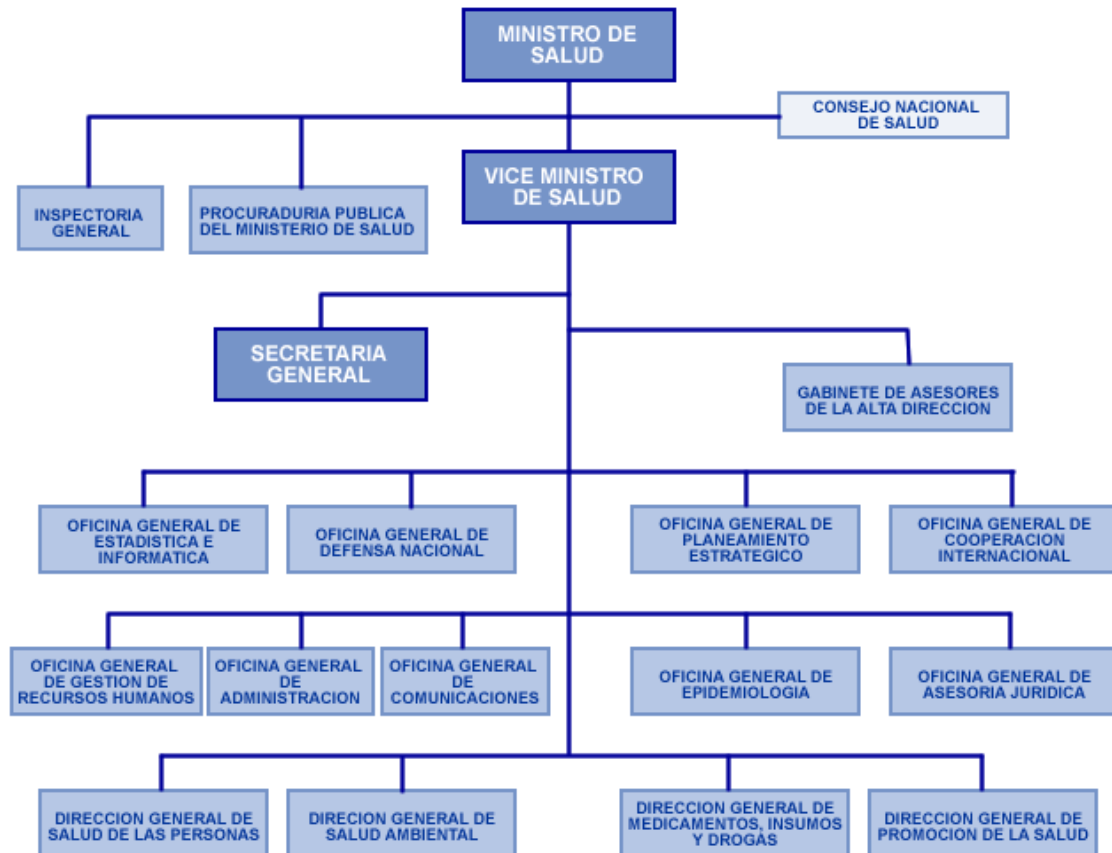 MINISTRO DE
SALUD
CONSEJO NACIONAL
DE SALUD
VICE MINISTRO
DE SALUD
INSPECTORIA
GENERAL
PROCURADURIA PUBLICA
DEL MINISTERIO DE SALUD
SECRETARIA
GENERAL
GABINETE DE ASESORES
DE LA ALTA DIRECCION
OFICINA GENERAL DE
ESTADISTICA E
INFORMATICA
OFICINA GENERAL DE
DEFENSA NACIONAL
OFICINA GENERAL DE
PLANEAMIENTO
ESTRATEGICO
OFICINA GENERAL DE
COOPERACION
INTERNACIONAL
OFICINA GENERAL
DE GESTION DE
RECURSOS HUMANOS
OFICINA GENERAL
DE
ADMINISTRACION
OFICINA GENERAL
DE
COMUNICACIONES
OFICINA GENERAL DE
EPIDEMIOLOGIA
OFICINA GENERAL DE
ASESORIA JURIDICA
DIRECCION GENERAL DE
SALUD DE LAS PERSONAS
DIRECION GENERAL DE
SALUD AMBIENTAL
DIRECCION GENERAL DE
MEDICAMENTOS, INSUMOS
Y DROGAS
DIRECCION GENERAL DE
PROMOCION DE LA SALUD